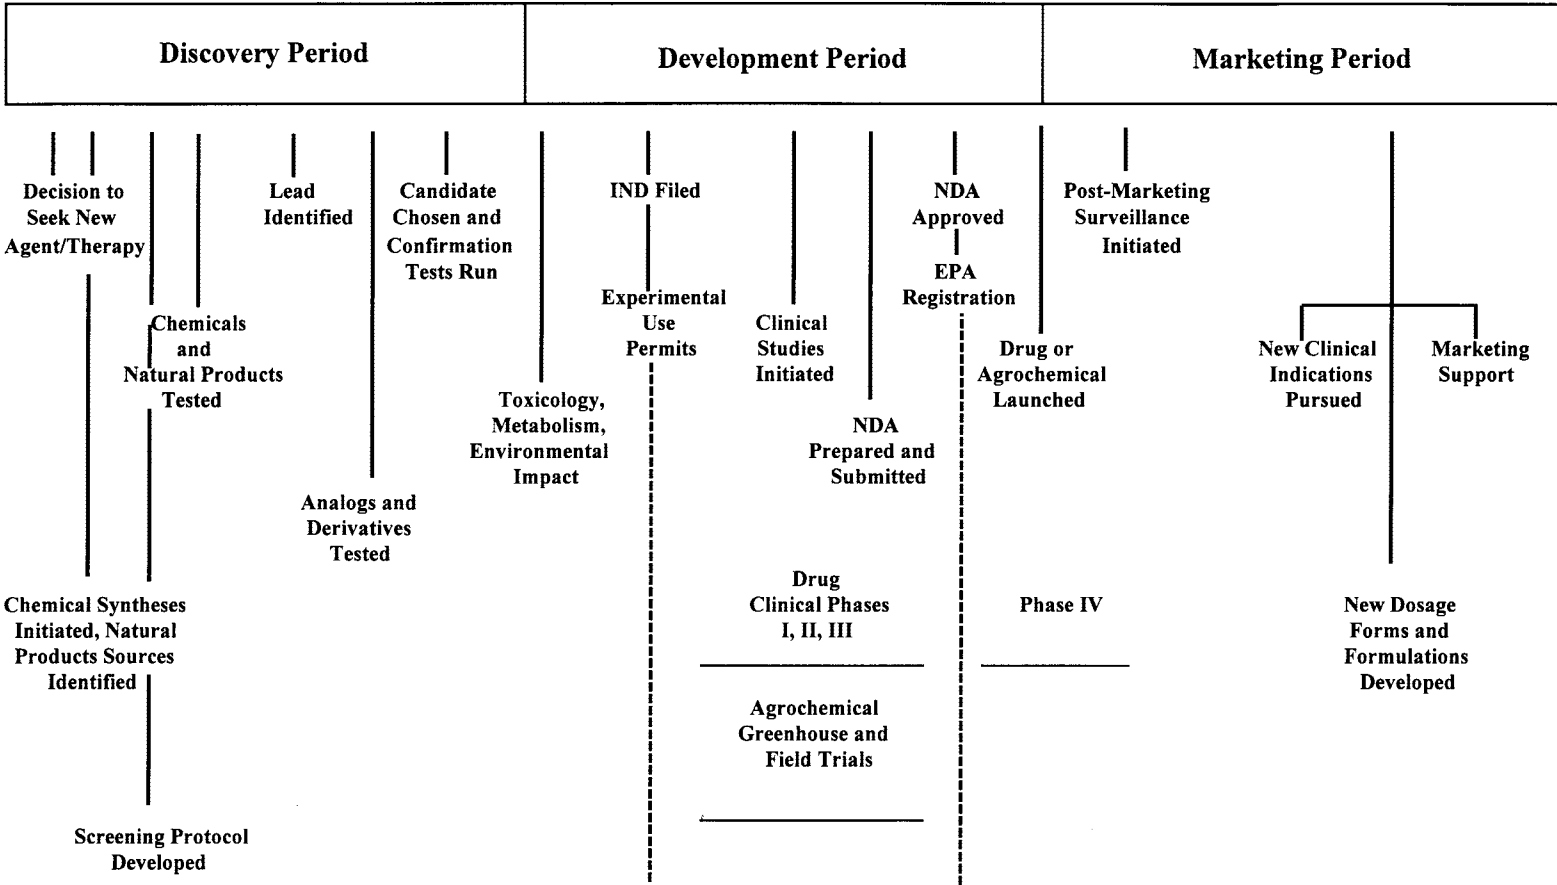 Discovery Period
Development Period
Marketing Period
Decision to
Seek New
Agent/Therapy
Chemicals
and
Natural Products
Tested
Chemical Syntheses
Initiated, Natural
Products Sources
Identified
Screening Protocol
Developed
Lead
Identified
Analogs and
Derivatives
Tested
Candidate
Chosen and
Confirmation
Tests Run
Toxicology,
Metabolism,
Environmental
Impact
IND Filed
Experimental
Use
Permits
Clinical
Studies
Initiated
NDA
Prepared and
Submitted
Drug
Clinical Phases
I, II, III
Agrochemical
Greenhouse and
Field Trials
NDA
Approved
EPA
Registration
Drug or
Agrochemical
Launched
Phase IV
Post-Marketing
Surveillance
Initiated
New Clinical
Indications
Pursued
Marketing
Support
New Dosage
Forms and
Formulations
Developed